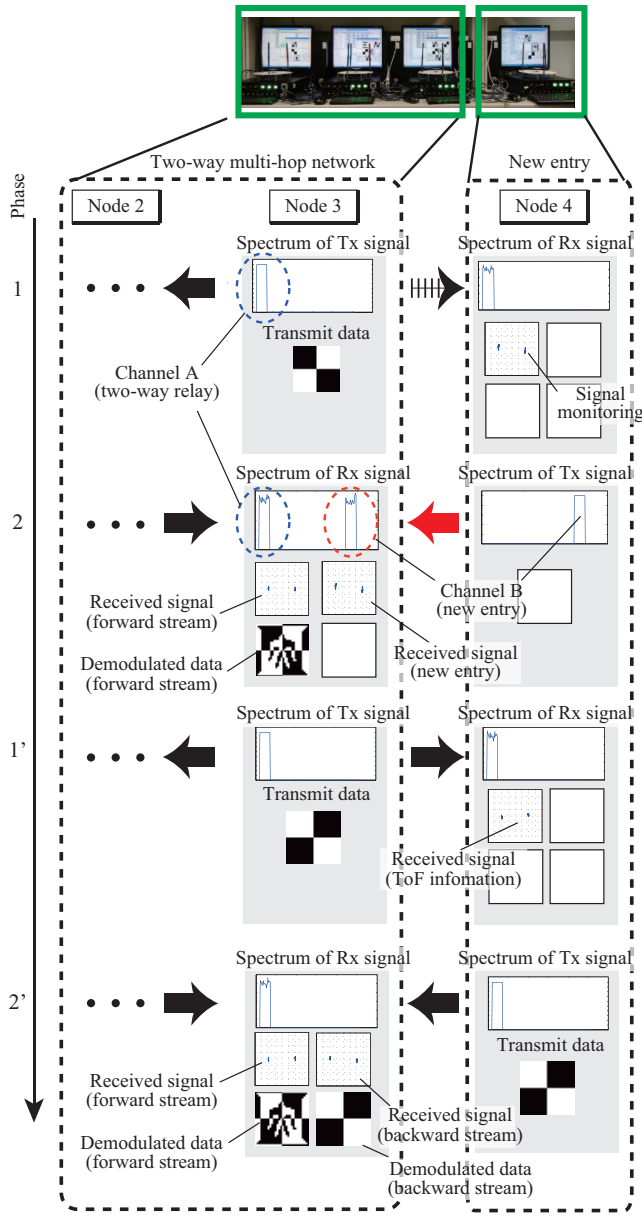 Two-way multi-hop network
New entry
Phase
Node 2
Node 3
Node 4
Spectrum of Tx signal
Spectrum of Rx signal
1
Transmit data
Channel A
(two-way relay)
Signal
monitoring
Spectrum of Rx signal
Spectrum of Tx signal
2
Channel B
(new entry)
Received signal
(forward stream)
Received signal
(new entry)
Demodulated data
(forward stream)
Spectrum of Tx signal
Spectrum of Rx signal
1’
Transmit data
Received signal
(ToF infomation)
Spectrum of Rx signal
Spectrum of Tx signal
2’
Transmit data
Received signal
(forward stream)
Received signal
(backward stream)
Demodulated data
(forward stream)
Demodulated data
(backward stream)